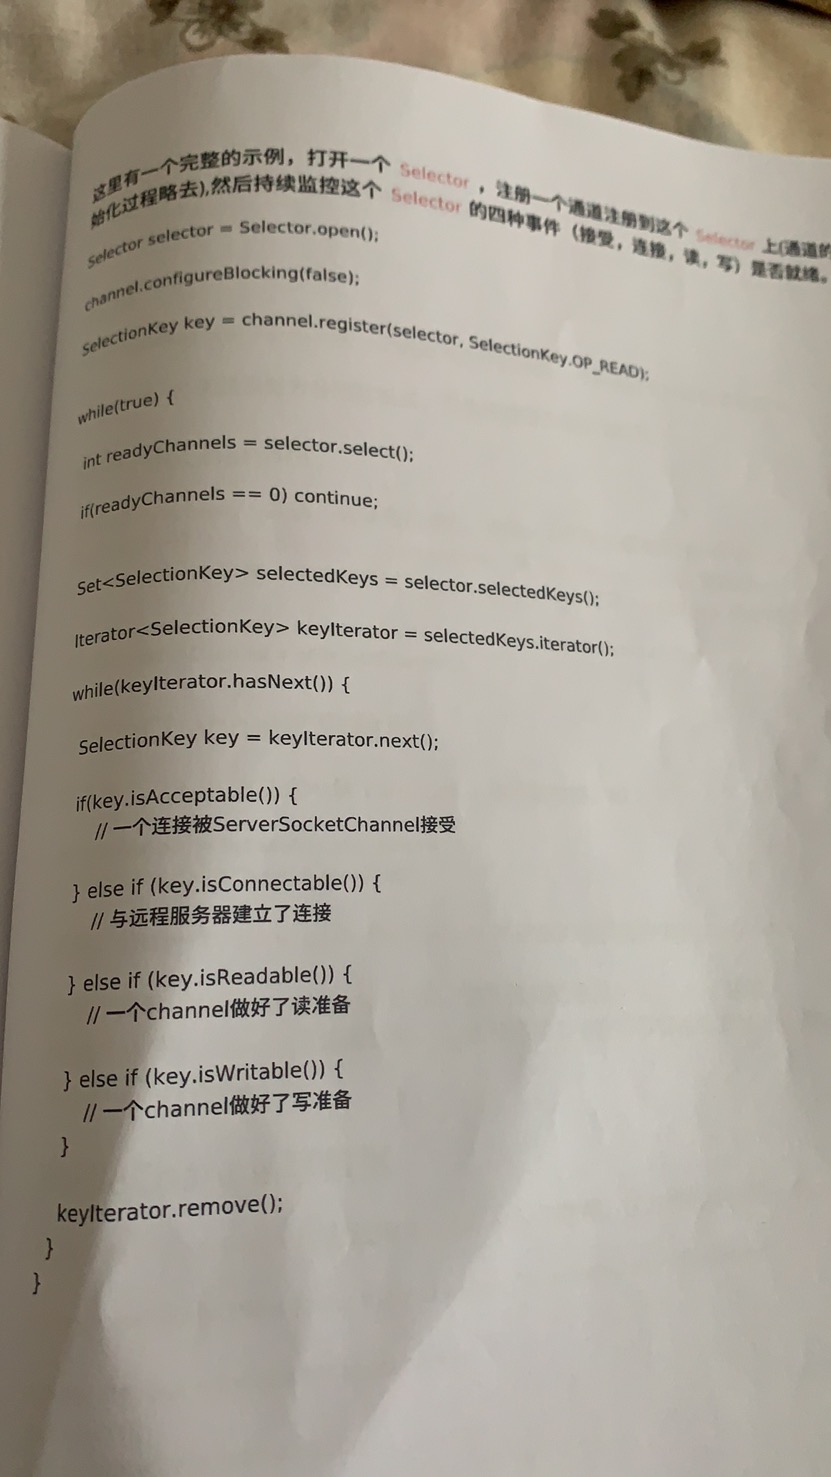 这里有一个完整的示例，打开一个 Selector ，注册一个通道注册到这个 Selector 上(通道的
始化过程略去),然后持续监控这个 Selector 的四种事件（接受，连接，读，写）是否就绪。
Selector selector = Selector.open();
channel.configureBlocking(false);
SelectionKey key = channel.register(selector, SelectionKey.OP_READ);
while(true) {
int readyChannels = selector.select();
if(readyChannels == 0) continue;
Set<SelectionKey> selectedKeys = selector.selectedKeys();
Iterator<SelectionKey> keyIterator = selectedKeys.iterator();
while(keyIterator.hasNext()) {
SelectionKey key = keyIterator.next();
if(key.isAcceptable()) {
// 一个连接被ServerSocketChannel接受
} else if (key.isConnectable()) {
// 与远程服务器建立了连接
} else if (key.isReadable()) {
// 一个channel做好了读准备
} else if (key.isWritable()) {
// 一个channel做好了写准备
}
keyIterator.remove();
}
}